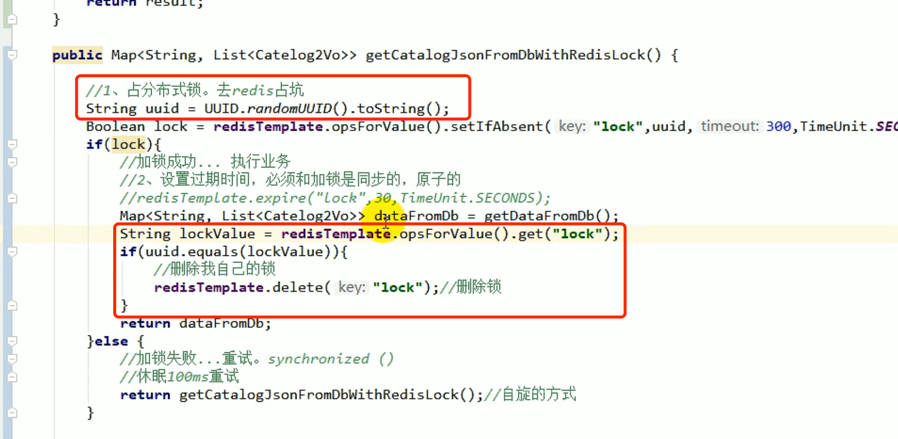 return result;
}
public Map<String, List<Catelog2Vo>> getCatalogJsonFromDbWithRedisLock() {
//1、占分布式锁。去redis占坑
String uuid = UUID.randomUUID().toString();
Boolean lock = redisTemplate.opsForValue().setIfAbsent( key: "lock",uuid, timeout: 300,TimeUnit.SEC
if(lock){
//加锁成功... 执行业务
//2、设置过期时间，必须和加锁是同步的，原子的
//redisTemplate.expire("lock",30,TimeUnit.SECONDS);
Map<String, List<Catelog2Vo>> dataFromDb = getDataFromDb();
String lockValue = redisTemplate.opsForValue().get("lock");
if(uuid.equals(lockValue)){
//删除我自己的锁
redisTemplate.delete( key: "lock");//删除锁
}
return dataFromDb;
}else {
//加锁失败...重试。synchronized ()
//休眠100ms重试
return getCatalogJsonFromDbWithRedisLock();//自旋的方式
}